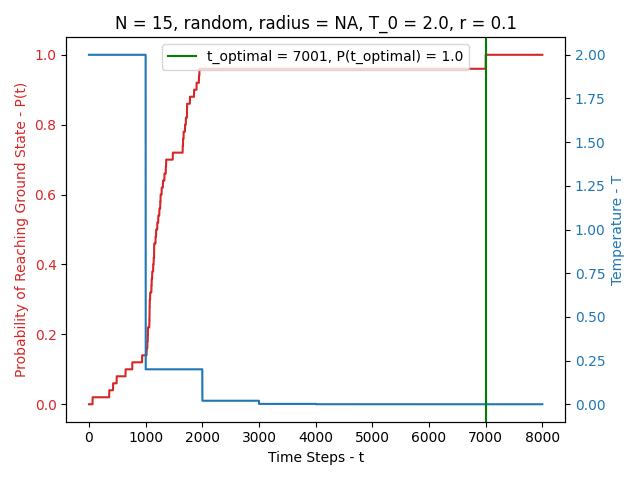 N = 15, random, radius = NA, T_0 = 2.0, r = 0.1
t_optimal = 7001, P(t_optimal) = 1.0
Probability of Reaching Ground State - P(t)
1.0
0.8
0.6
0.4
0.2
0.0
2.00
1.75
1.50
1.25
1.00
0.75
0.50
0.25
0.00
Temperature - T
0 1000 2000 3000 4000 5000 6000 7000 8000
Time Steps - t